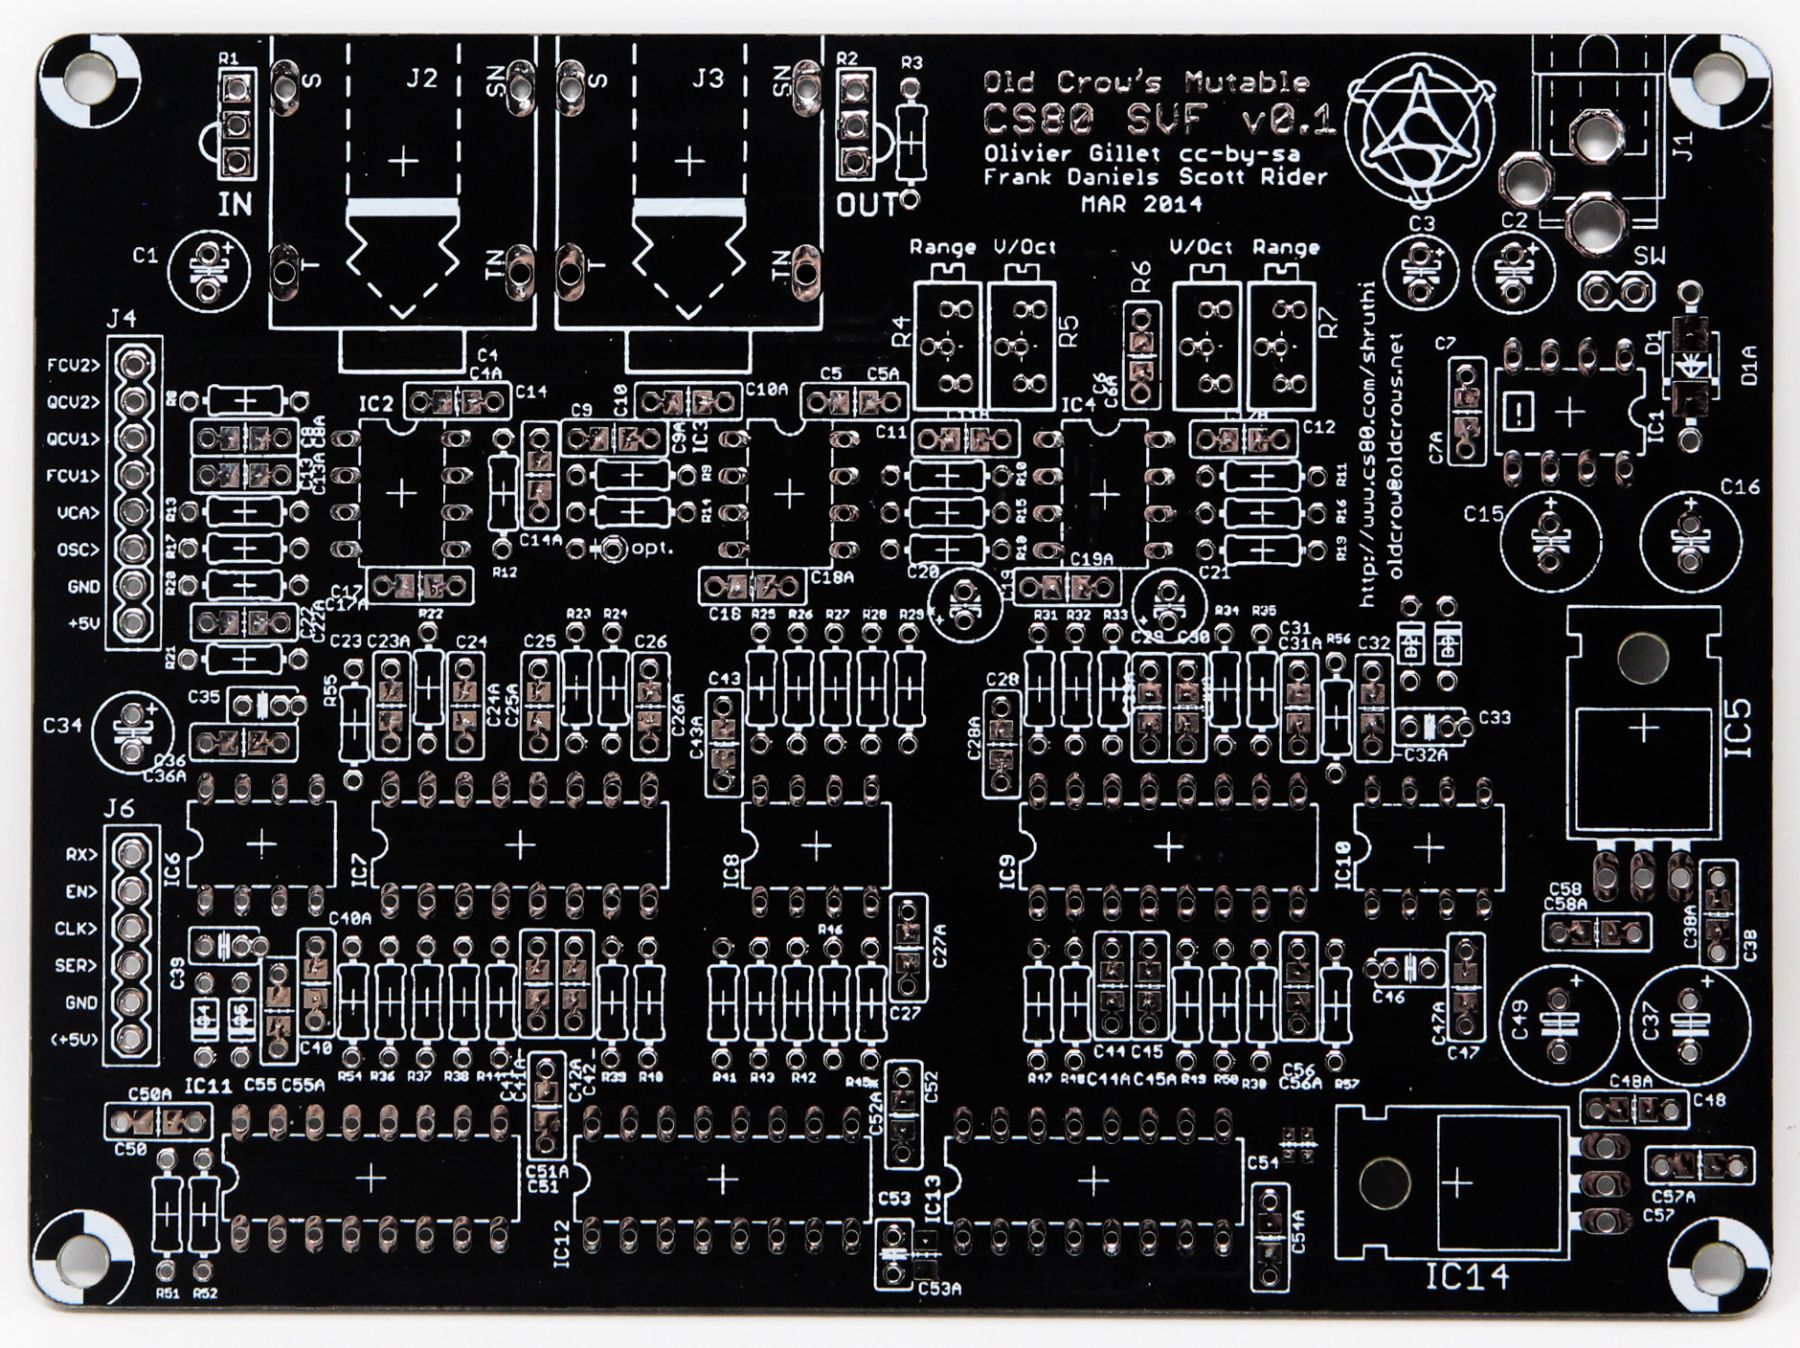 R1
S
J2
SN
S
J3
SN
R2
R3
Old Crow's Mutable
CS80 SVF v0.1
Olivier Gillet cc-by-sa
Frank Daniels Scott Rider
MAR 2014
J1
IN
OUT
C1
T
TN
T
TN
Range
V/Oct
R6
V/Oct
Range
C3
C2
SW
R4
R5
R7
http://www.cs80.com/shruthi
oldcrow@oldcrows.net
D1
D1A
C7
C7A
IC1
J4
FCV2>
QCV2>
QCV1>
FCV1>
VCA>
OSC>
GND
+5V
R8
C8
C8A
C13
C13A
R13
R17
R20
C22
C22A
R21
IC2
C4
C4A
C14
C14A
R12
C9
C9A
C10
C10A
IC3
R9
R14
opt.
C5
C5A
C11
R10
R15
C6
C6A
IC4
C12
R11
R16
R19
C15
C16
C17
C17A
C18
C18A
C19A
C20
C21
R22
R23
R24
R25
R26
R27
R28
R29
R31
R32
R33
R34
R35
C23
C23A
C24
C24A
C25
C25A
C26
C26A
C43
C43A
C28
C28A
C29
C30
C31
C31A
R56
C32
C32A
C33
IC5
C34
C35
C36
C36A
R55
J6
RX>
EN>
CLK>
SER>
GND
(+5V)
IC6
IC7
IC8
IC9
IC10
C39
C40A
C40
R46
C27A
C27
C46
C47A
C47
C58
C58A
C38A
C38
C49
C37
IC11
C55
C55A
R54
R36
R37
R38
R44
C41
C41A
C42A
C42
R39
R40
R41
R43
R42
C52
C52A
R47
C44
C44A
C45
C45A
R49
R50
R30
C56
C56A
R57
C50A
C50
C51A
C51
C48A
C48
IC12
C53
C53A
IC13
C54
C54A
C57A
C57
IC14
R51
R52